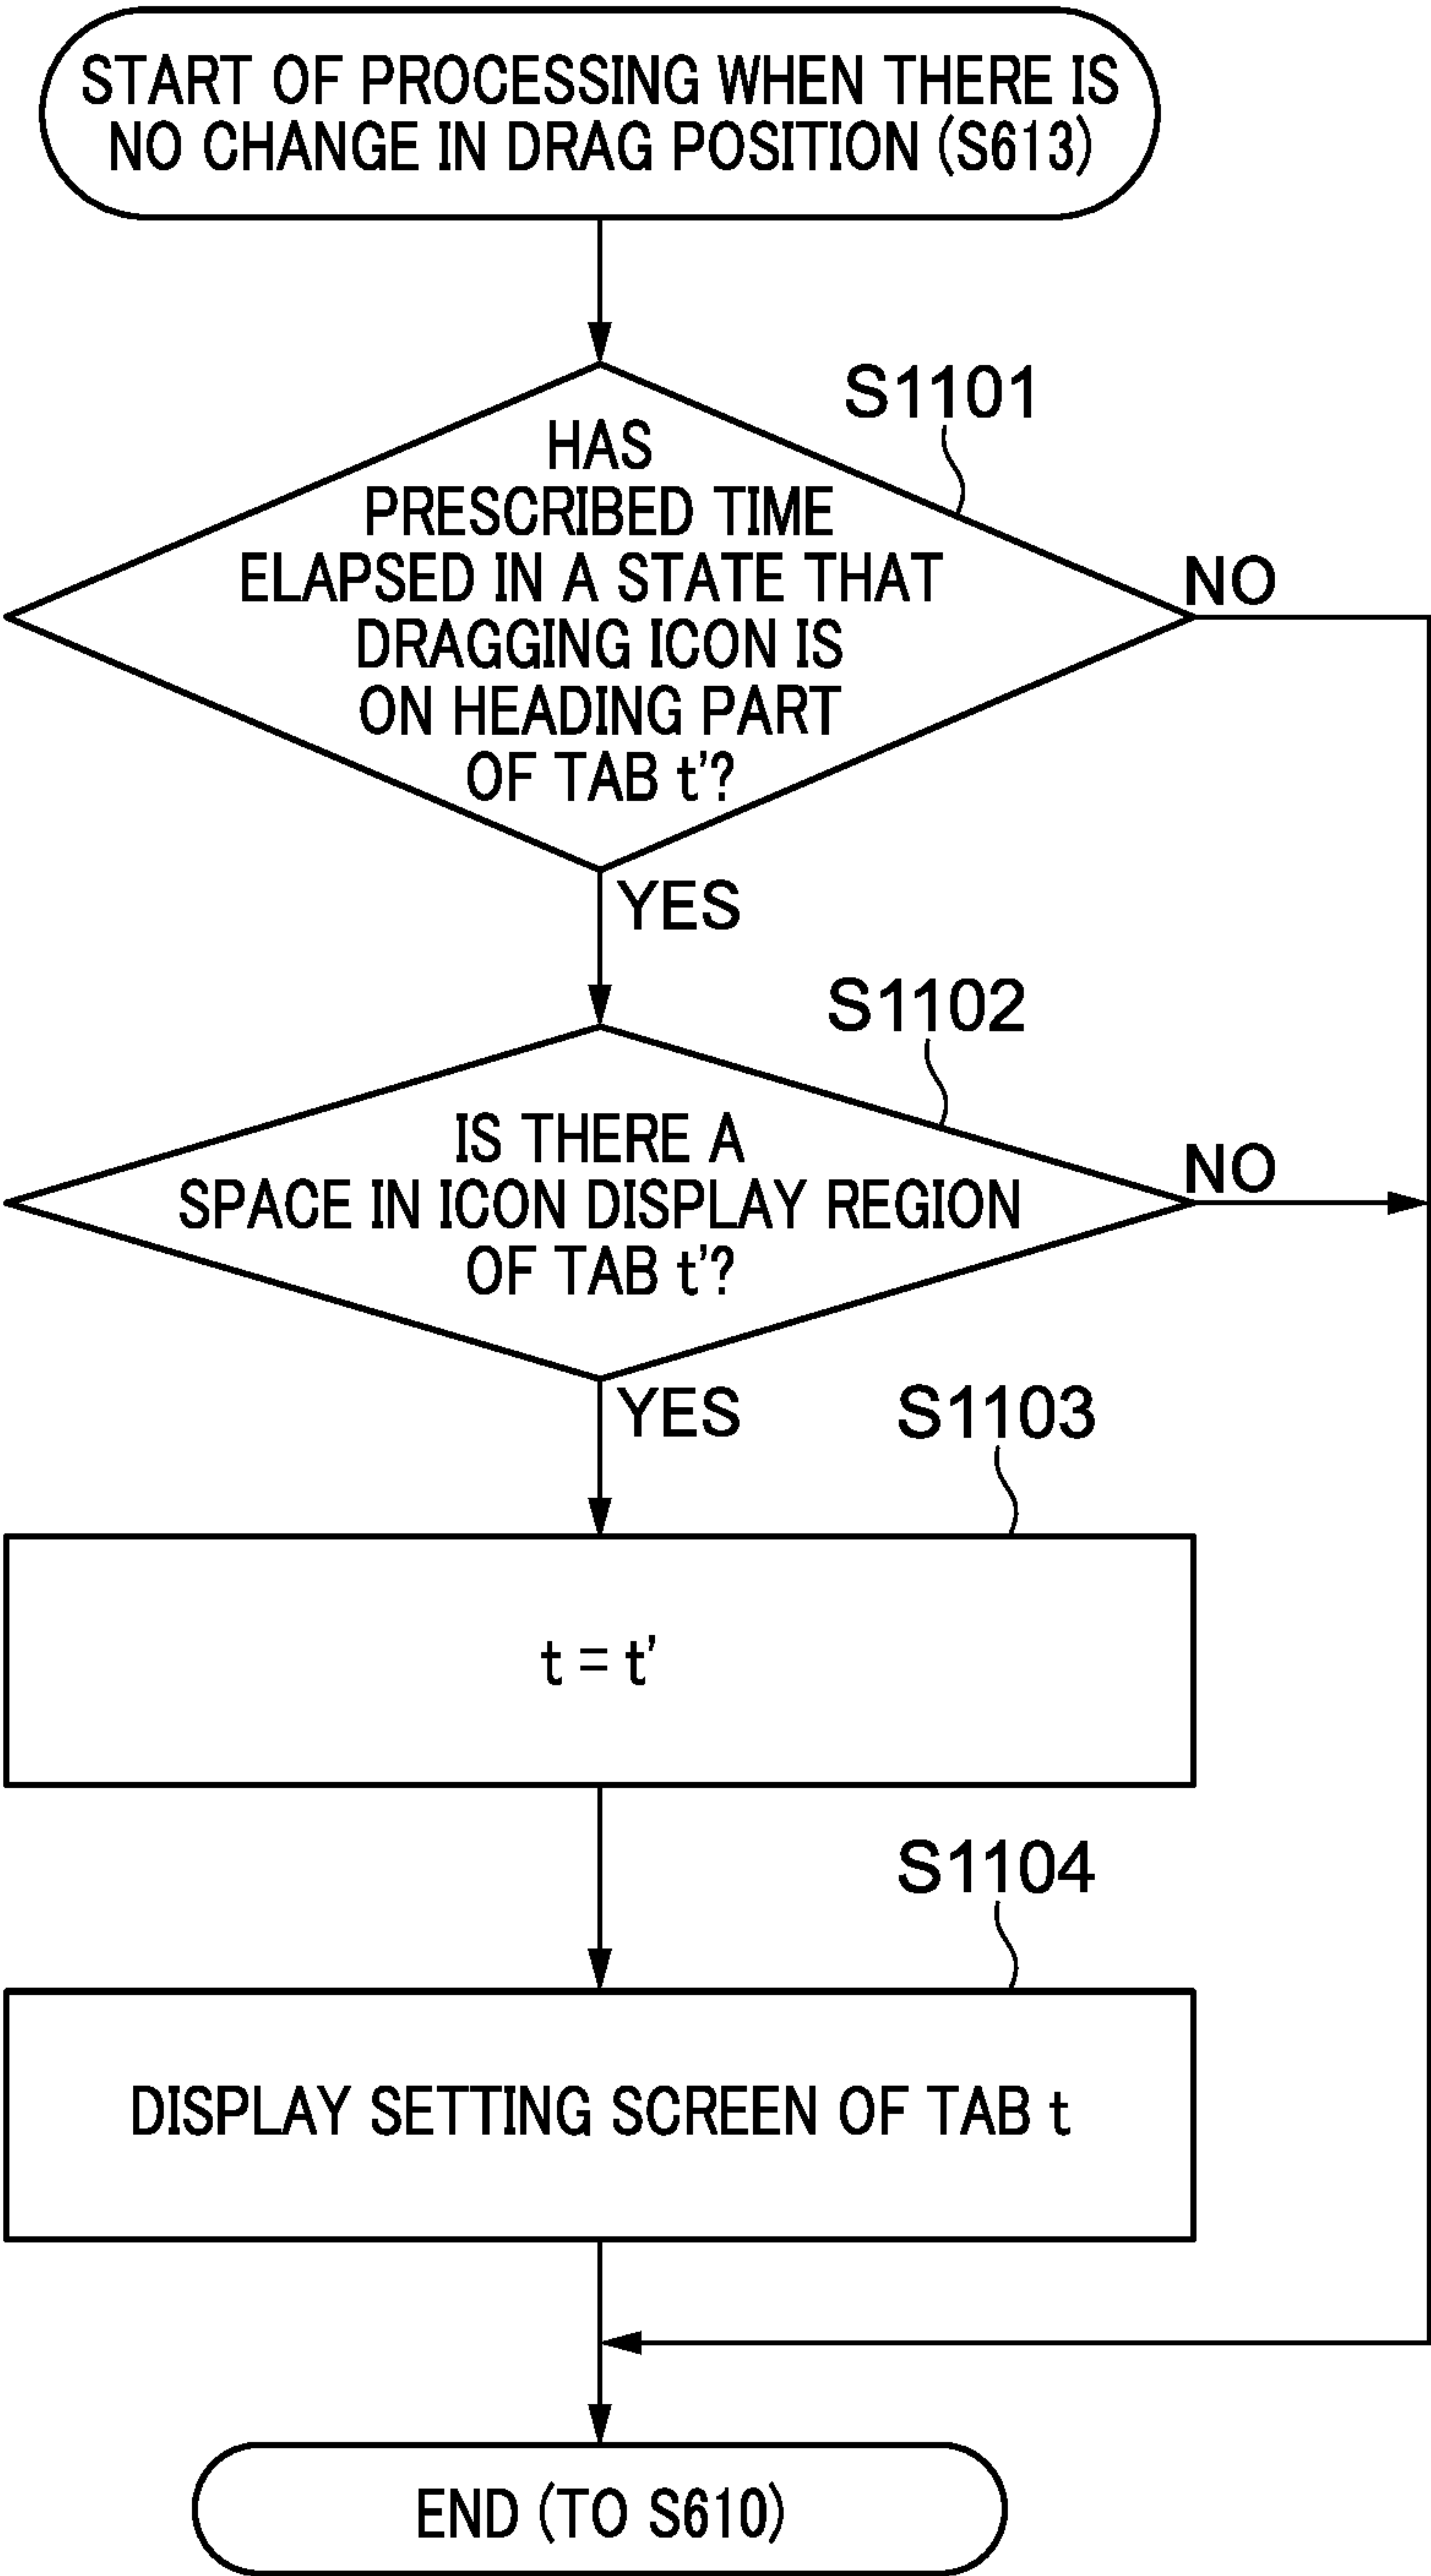 START OF PROCESSING WHEN THERE IS
NO CHANGE IN DRAG POSITION (S613)
S1101
HAS
PRESCRIBED TIME
ELAPSED IN A STATE THAT
DRAGGING ICON IS
ON HEADING PART
OF TAB t'?
NO
YES
S1102
IS THERE A
SPACE IN ICON DISPLAY REGION
OF TAB t'?
NO
YES
S1103
t = t'
S1104
DISPLAY SETTING SCREEN OF TAB t
END (TO S610)